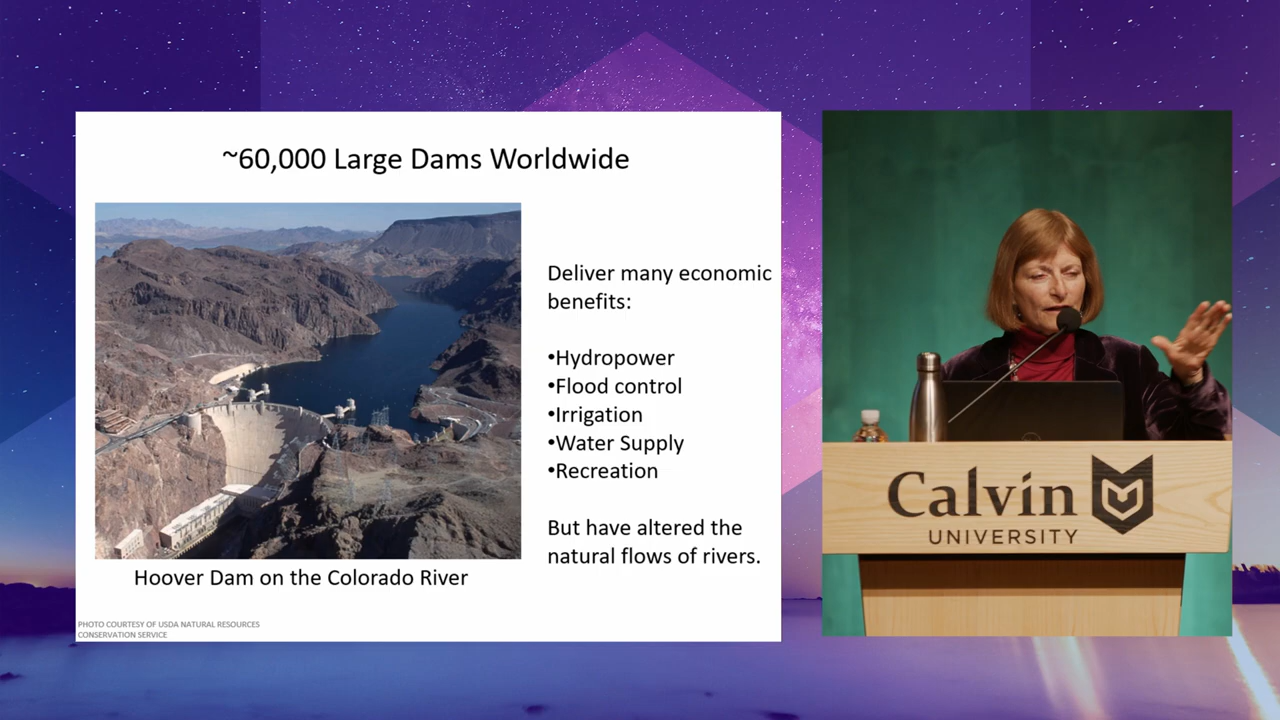 ~60,000 Large Dams Worldwide
Deliver many economic
benefits:
•Hydropower
•Flood control
•Irrigation
•Water Supply
•Recreation
But have altered the
natural flows of rivers.
Hoover Dam on the Colorado River
PHOTO COURTESY OF USDA NATURAL RESOURCES
CONSERVATION SERVICE
Calvin
UNIVERSITY